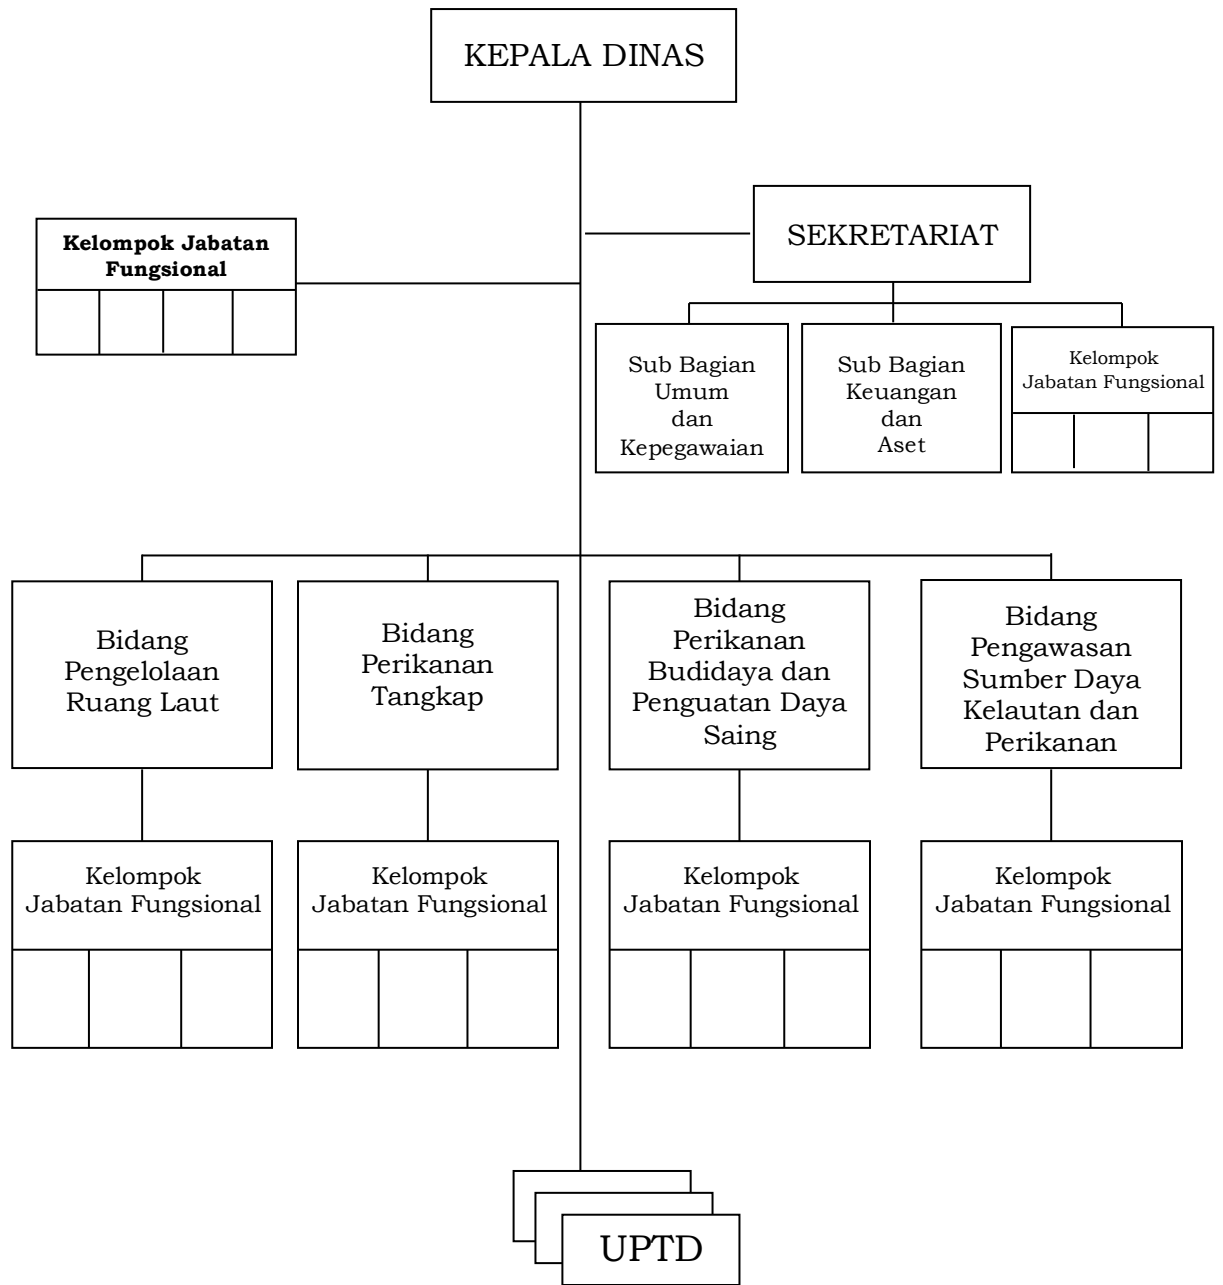 KEPALA DINAS
SEKRETARIAT
Kelompok Jabatan
Fungsional
Sub Bagian
Umum
dan
Kepegawaian
Sub Bagian
Keuangan
dan
Aset
Kelompok
Jabatan Fungsional
Bidang
Pengelolaan
Ruang Laut
Bidang
Perikanan
Tangkap
Bidang
Perikanan
Budidaya dan
Penguatan Daya
Saing
Bidang
Pengawasan
Sumber Daya
Kelautan dan
Perikanan
Kelompok
Jabatan Fungsional
Kelompok
Jabatan Fungsional
Kelompok
Jabatan Fungsional
Kelompok
Jabatan Fungsional
UPTD